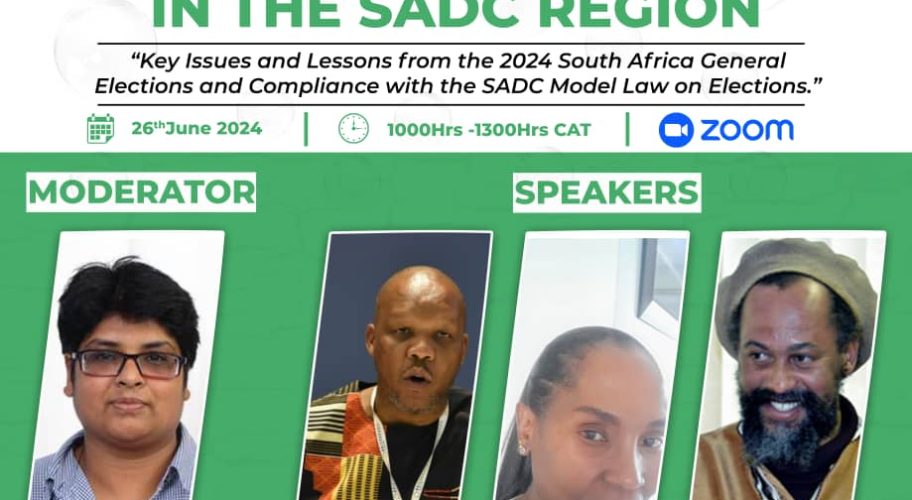 IN THE SADC REGION
“Key Issues and Lessons from the 2024 South Africa General
Elections and Compliance with the SADC Model Law on Elections.”
26thJune 2024
1000Hrs -1300Hrs CAT
zoom
MODERATOR
SPEAKERS